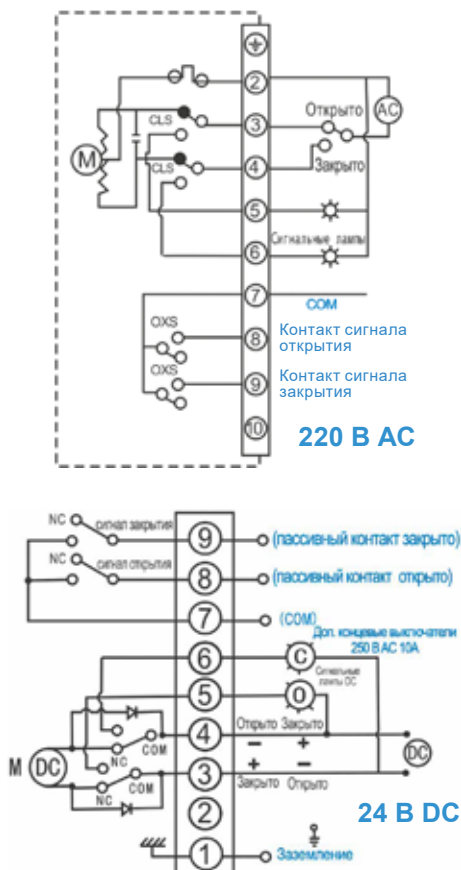 2
CLS
3
Открыто
AC
M
CLS
4
Закрыто
5
Сигнальные лампы
6
7
COM
OXS
8
Контакт сигнала
открытия
OXS
9
Контакт сигнала
закрытия
10
220 В AC
NC
сигнал закрытия
9
(пассивный контакт закрыто)
NC
сигнал открытия
8
(пассивный контакт открыто)
7
(COM)
Доп. концевые выключатели
250 В AC 10A
6
C
Сигнальные
лампы DC
5
O
4
Открыто Закрыто
− +
COM
NC
M
DC
DC
+ −
3
Закрыто Открыто
COM
NC
2
24 В DC
1
Заземление